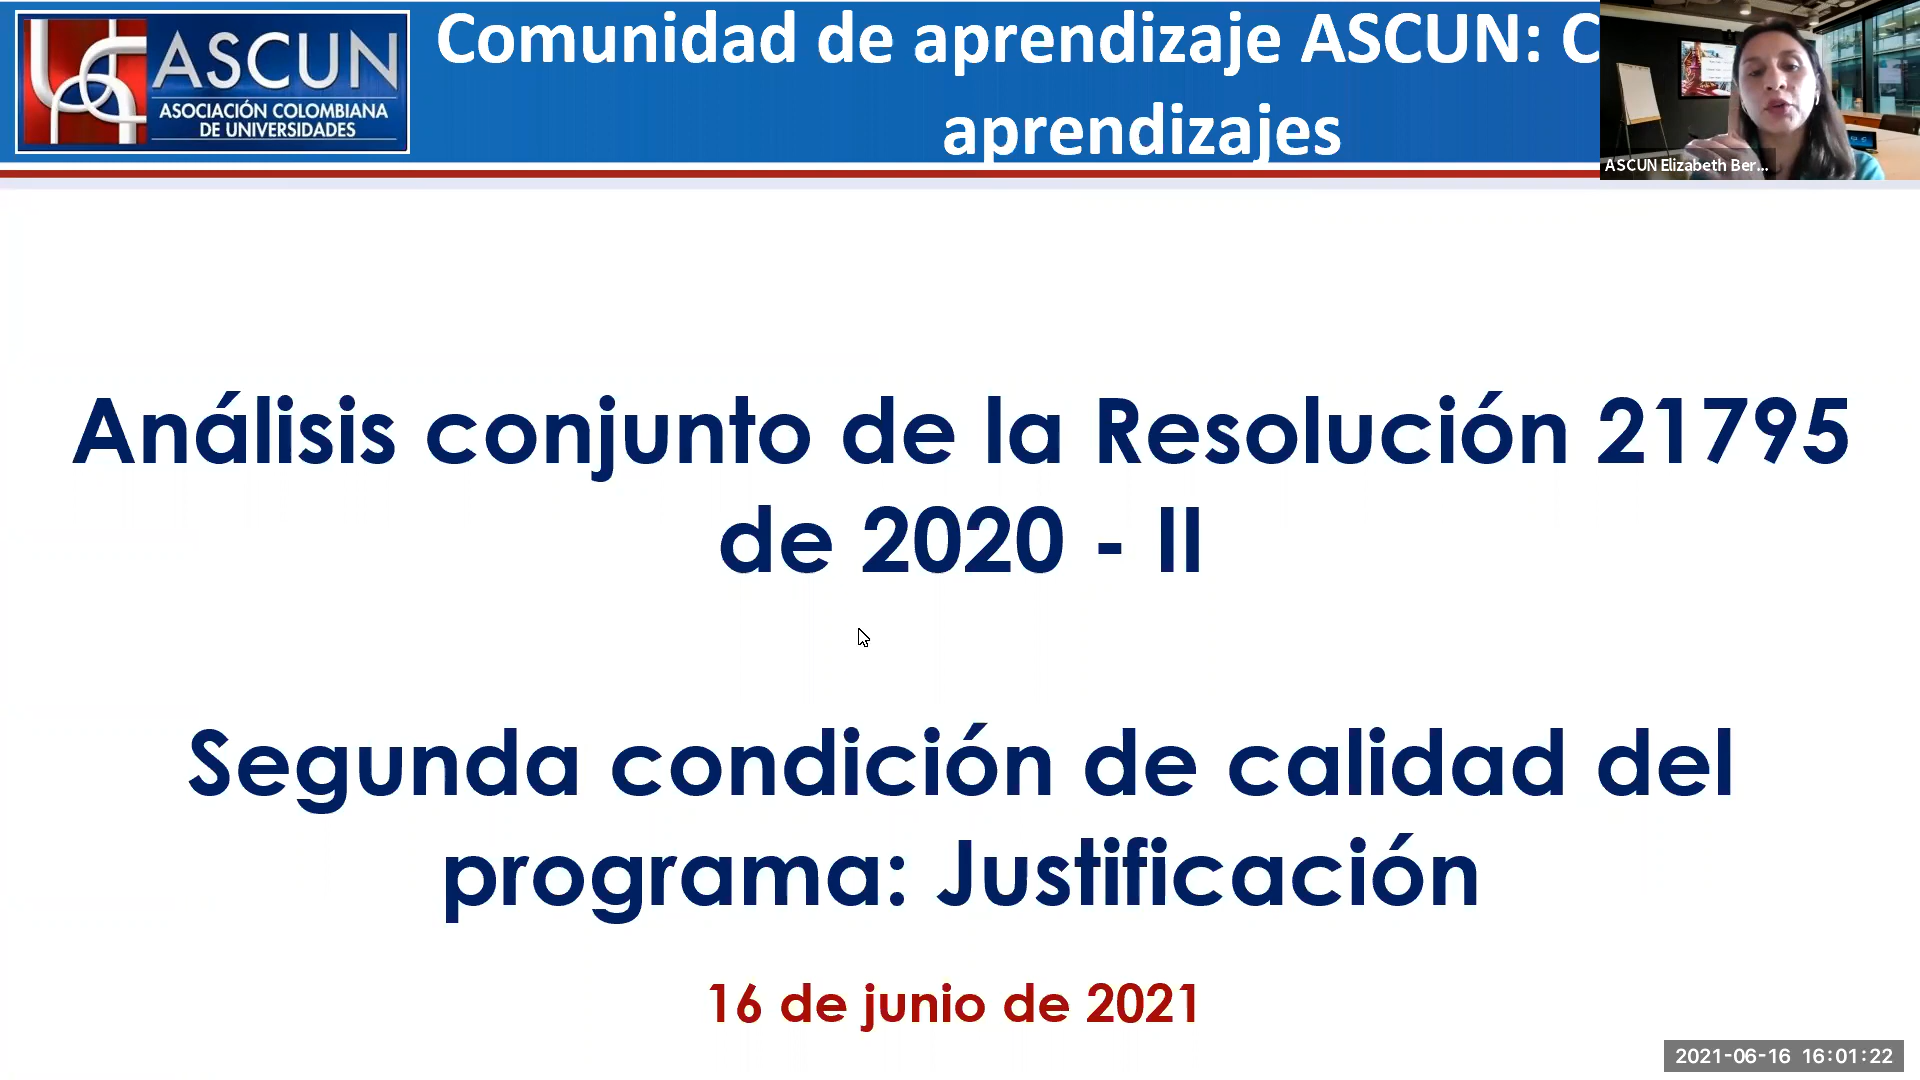 ASCUN
ASOCIACIÓN COLOMBIANA
DE UNIVERSIDADES
Comunidad de aprendizaje ASCUN: C
aprendizajes
ASCUN Elizabeth Ber...
Análisis conjunto de la Resolución 21795
de 2020 - II
Segunda condición de calidad del
programa: Justificación
16 de junio de 2021
2021-06-16 16:01:22